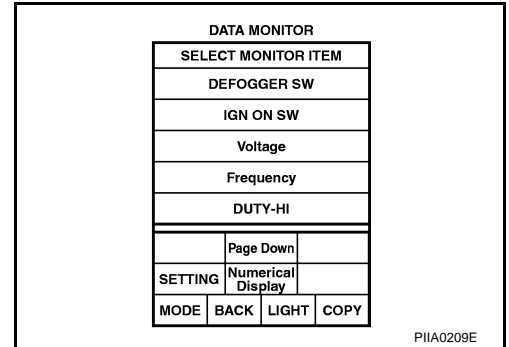 DATA MONITOR
SELECT MONITOR ITEM
DEFOGGER SW
IGN ON SW
Voltage
Frequency
DUTY-HI
Page Down
SETTING Numerical
Display
MODE BACK LIGHT COPY
PIIA0209E